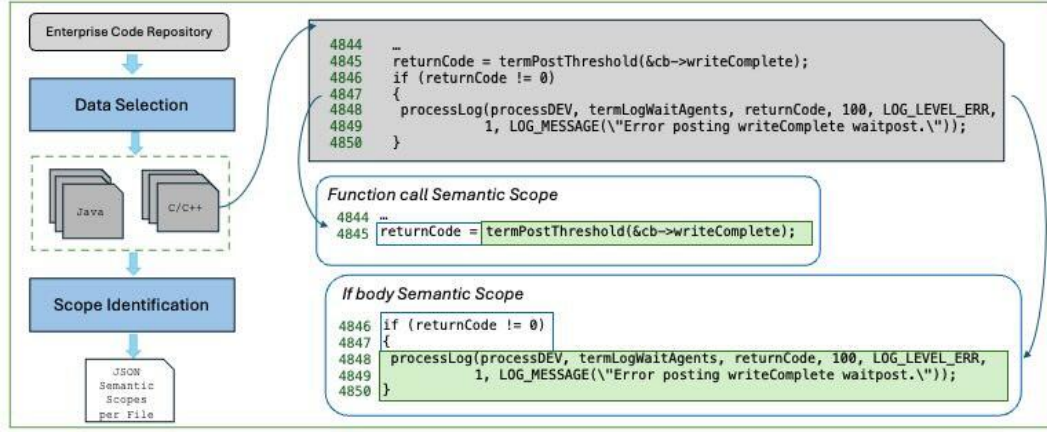 Enterprise Code Repository
Data Selection
Java
C/C++
Scope Identification
JSON
Semantic
Scopes
per File
4844 …
4845 returnCode = termPostThreshold(&cb->writeComplete);
4846 if (returnCode != 0)
4847 {
4848 processLog(processDEV, termLogWaitAgents, returnCode, 100, LOG_LEVEL_ERR,
4849 1, LOG_MESSAGE(\"Error posting writeComplete waitpost.\"));
4850 }
Function call Semantic Scope
4844 …
4845 returnCode = termPostThreshold(&cb->writeComplete);
If body Semantic Scope
4846 if (returnCode != 0)
4847 {
4848 processLog(processDEV, termLogWaitAgents, returnCode, 100, LOG_LEVEL_ERR,
4849 1, LOG_MESSAGE(\"Error posting writeComplete waitpost.\"));
4850 }